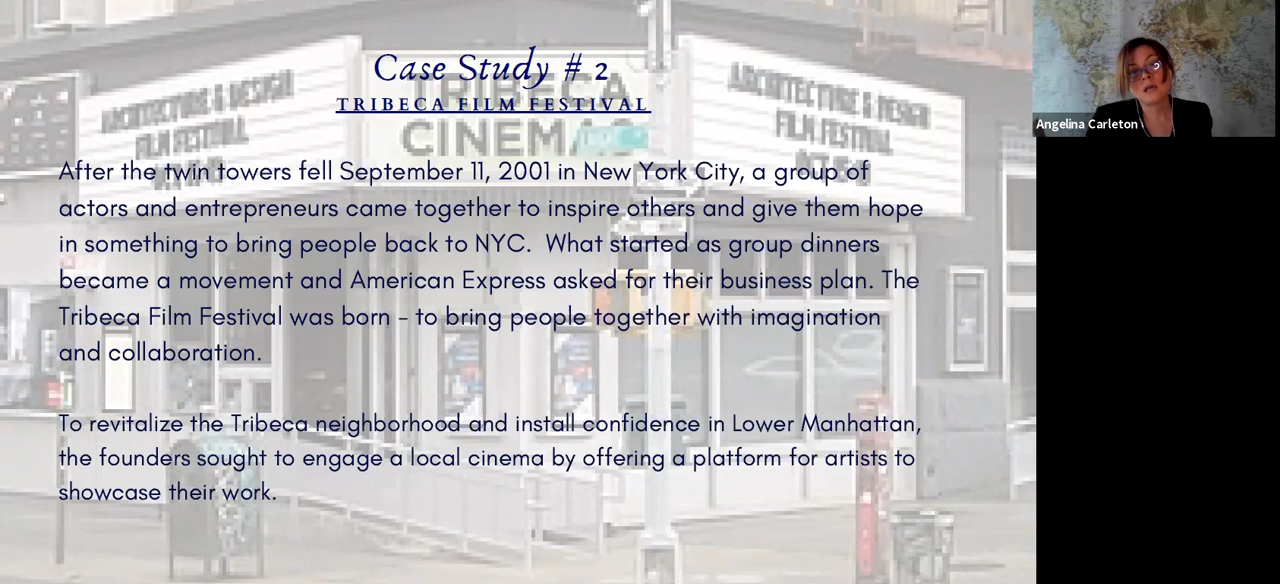 Case Study # 2
TRIBECA FILM FESTIVAL
ARCHITECTURE & DESIGN
FILM FESTIVAL
TRIBECA
CINEMAS
ARCHITECTURE & DESIGN
FILM FESTIVAL
After the twin towers fell September 11, 2001 in New York City, a group of
actors and entrepreneurs came together to inspire others and give them hope
in something to bring people back to NYC.  What started as group dinners
became a movement and American Express asked for their business plan. The
Tribeca Film Festival was born - to bring people together with imagination
and collaboration.
To revitalize the Tribeca neighborhood and install confidence in Lower Manhattan,
the founders sought to engage a local cinema by offering a platform for artists to
showcase their work.
Angelina Carleton